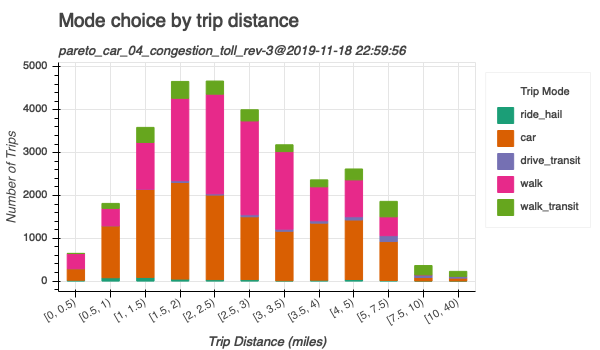 Mode choice by trip distance
pareto_car_04_congestion_toll_rev-3@2019-11-18 22:59:56
Number of Trips
5000
4000
3000
2000
1000
0
[0, 0.5)
[0.5, 1)
[1, 1.5)
[1.5, 2)
[2, 2.5)
[2.5, 3)
[3, 3.5)
[3.5, 4)
[4, 5)
[5, 7.5)
[7.5, 10)
[10, 40)
Trip Distance (miles)
Trip Mode
ride_hail
car
drive_transit
walk
walk_transit